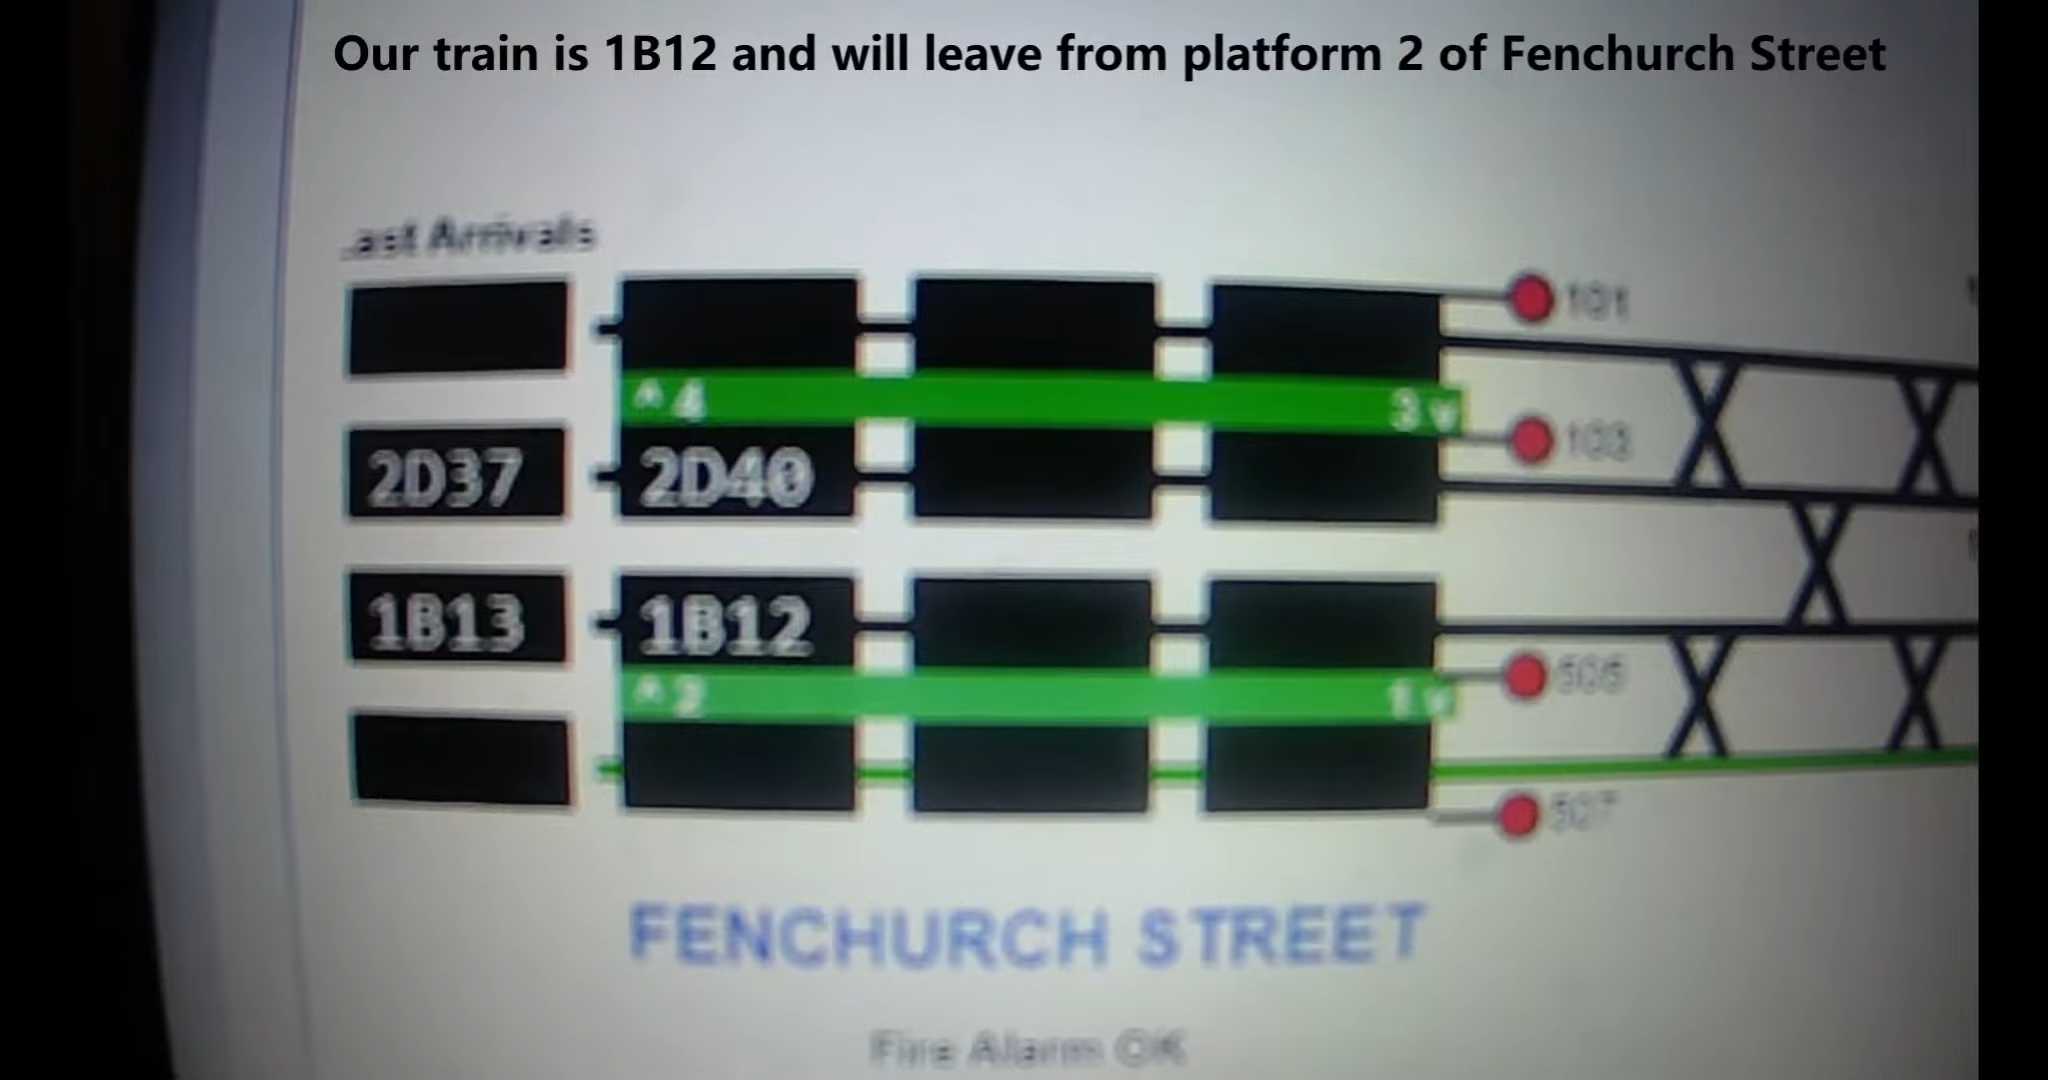 Our train is 1B12 and will leave from platform 2 of Fenchurch Street
ast Arrivals
101
^ 4 3 v
103
2D37 2D40
1B13 1B12
^ 2 1 v
505
507
FENCHURCH STREET
Fire Alarm OK